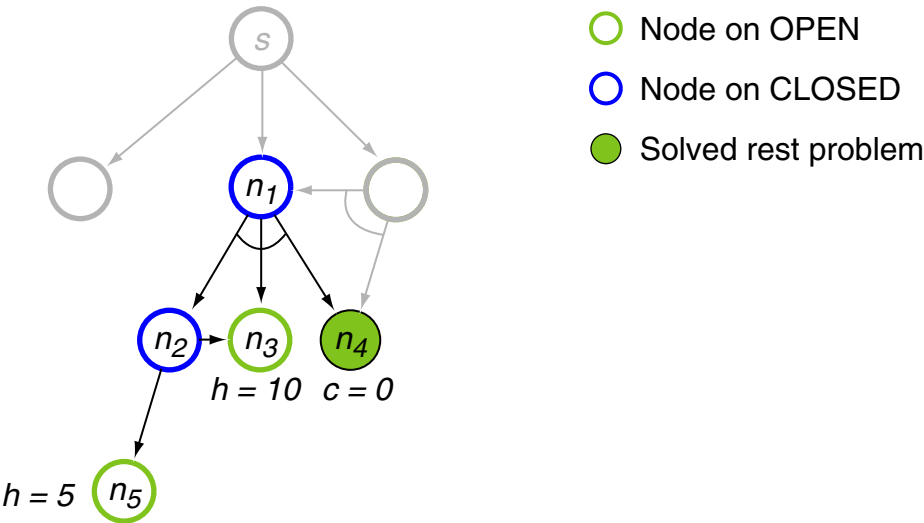 s
Node on OPEN
Node on CLOSED
Solved rest problem
n1
n2
n3
n4
h = 10
c = 0
h = 5
n5